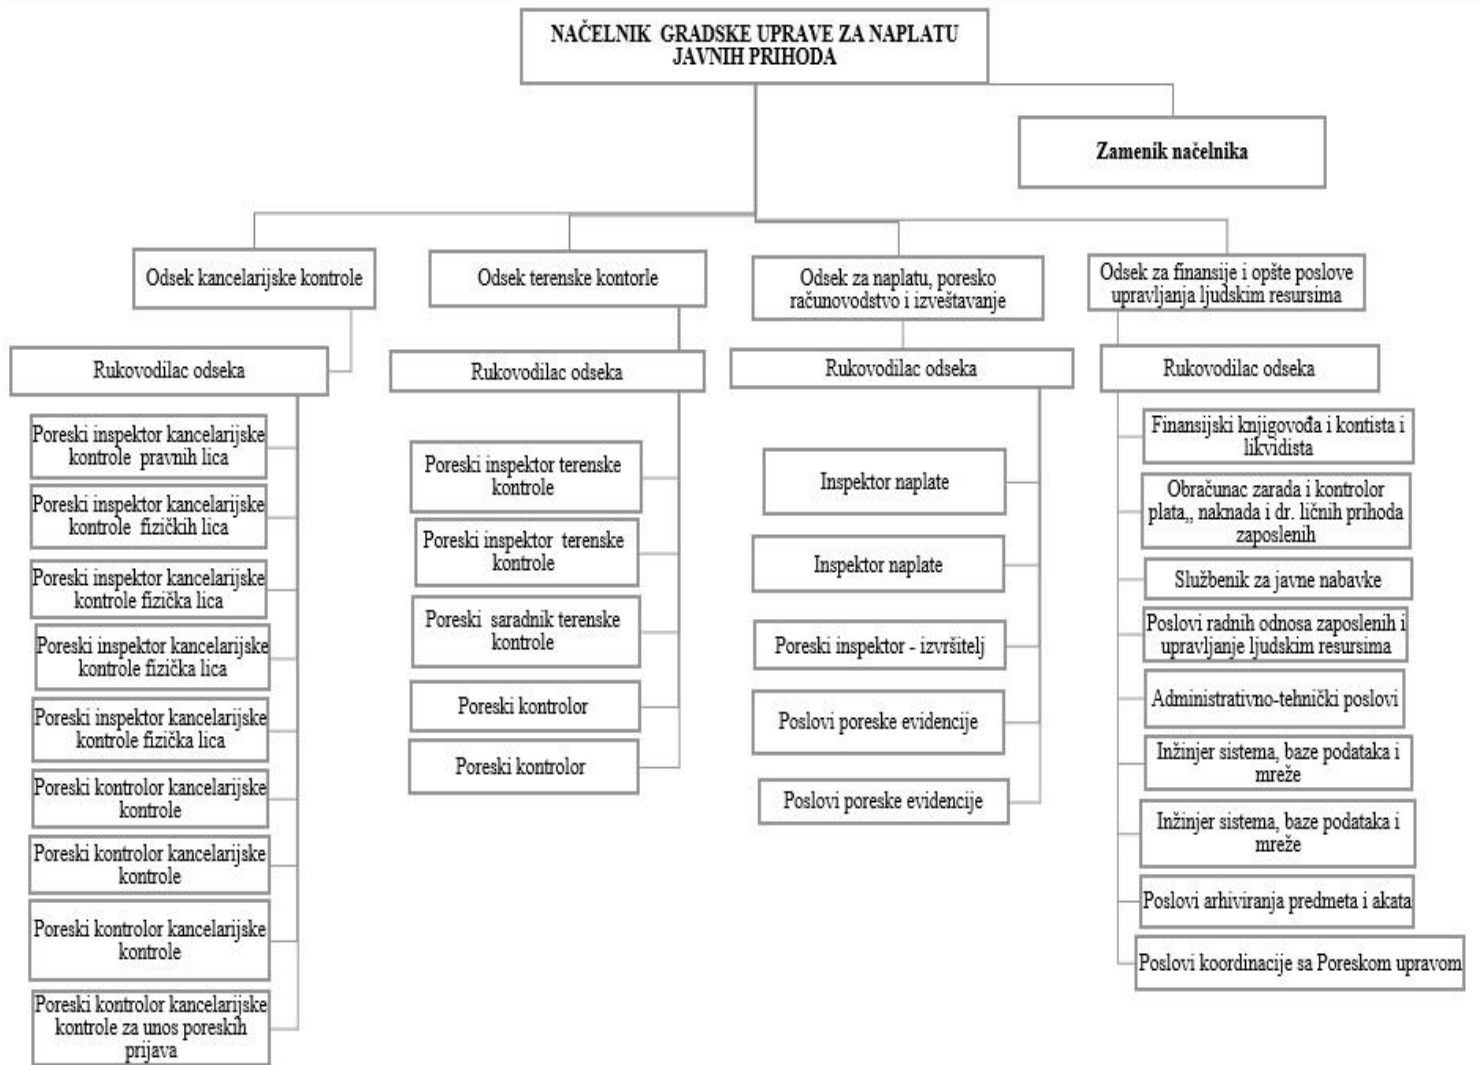 NAČELNIK GRADSKE UPRAVE ZA NAPLATU
JAVNIH PRIHODA
Zamenik načelnika
Odsek kancelarijske kontrole
Rukovodilac odseka
Poreski inspektor kancelarijske
kontrole pravnih lica
Poreski inspektor kancelarijske
kontrole fizičkih lica
Poreski inspektor kancelarijske
kontrole fizička lica
Poreski inspektor kancelarijske
kontrole fizička lica
Poreski inspektor kancelarijske
kontrole fizička lica
Poreski kontrolor kancelarijske
kontrole
Poreski kontrolor kancelarijske
kontrole
Poreski kontrolor kancelarijske
kontrole
Poreski kontrolor kancelarijske
kontrole za unos poreskih
prijava
Odsek terenske kontorle
Rukovodilac odseka
Poreski inspektor terenske
kontrole
Poreski inspektor terenske
kontrole
Poreski saradnik terenske
kontrole
Poreski kontrolor
Poreski kontrolor
Odsek za naplatu, poresko
računovodstvo i izveštavanje
Rukovodilac odseka
Inspektor naplate
Inspektor naplate
Poreski inspektor - izvršitelj
Poslovi poreske evidencije
Poslovi poreske evidencije
Odsek za finansije i opšte poslove
upravljanja ljudskim resursima
Rukovodilac odseka
Finansijski knjigovođa i kontista i
likvidista
Obračunac zarada i kontrolor
plata,, naknada i dr. ličnih prihoda
zaposlenih
Službenik za javne nabavke
Poslovi radnih odnosa zaposlenih i
upravljanje ljudskim resursima
Administrativno-tehnički poslovi
Inžinjer sistema, baze podataka i
mreže
Inžinjer sistema, baze podataka i
mreže
Poslovi arhiviranja predmeta i akata
Poslovi koordinacije sa Poreskom upravom